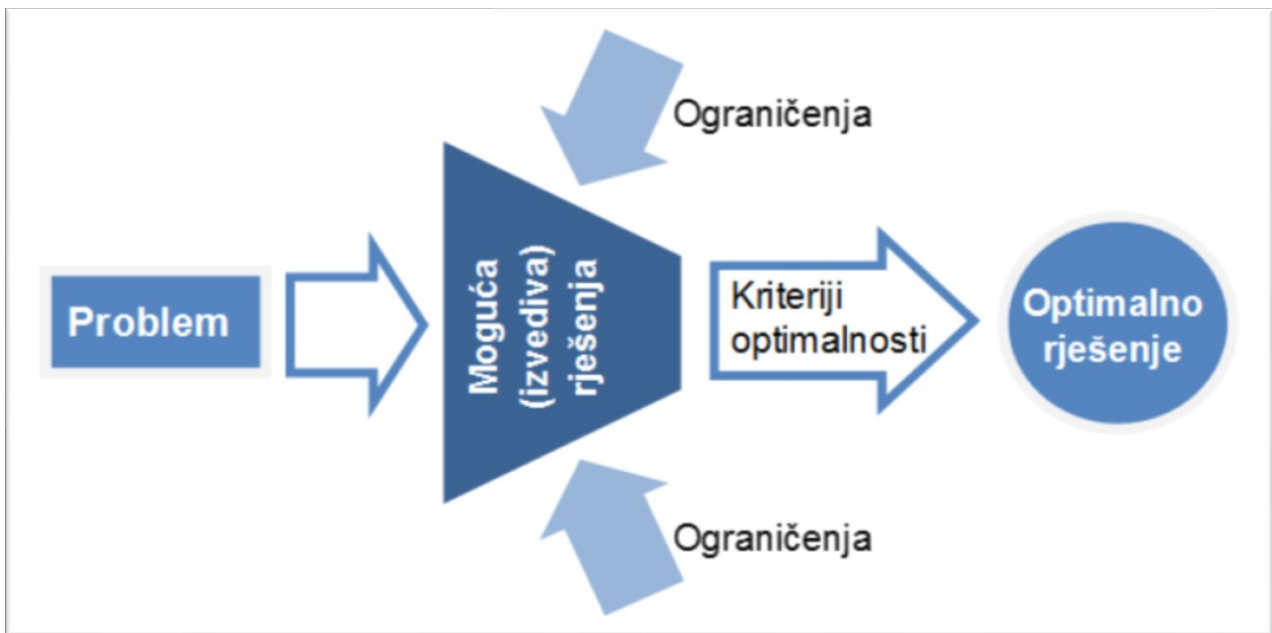 Ograničenja
Problem
Moguća
(izvediva)
rješenja
Kriteriji
optimalnosti
Optimalno
rješenje
Ograničenja